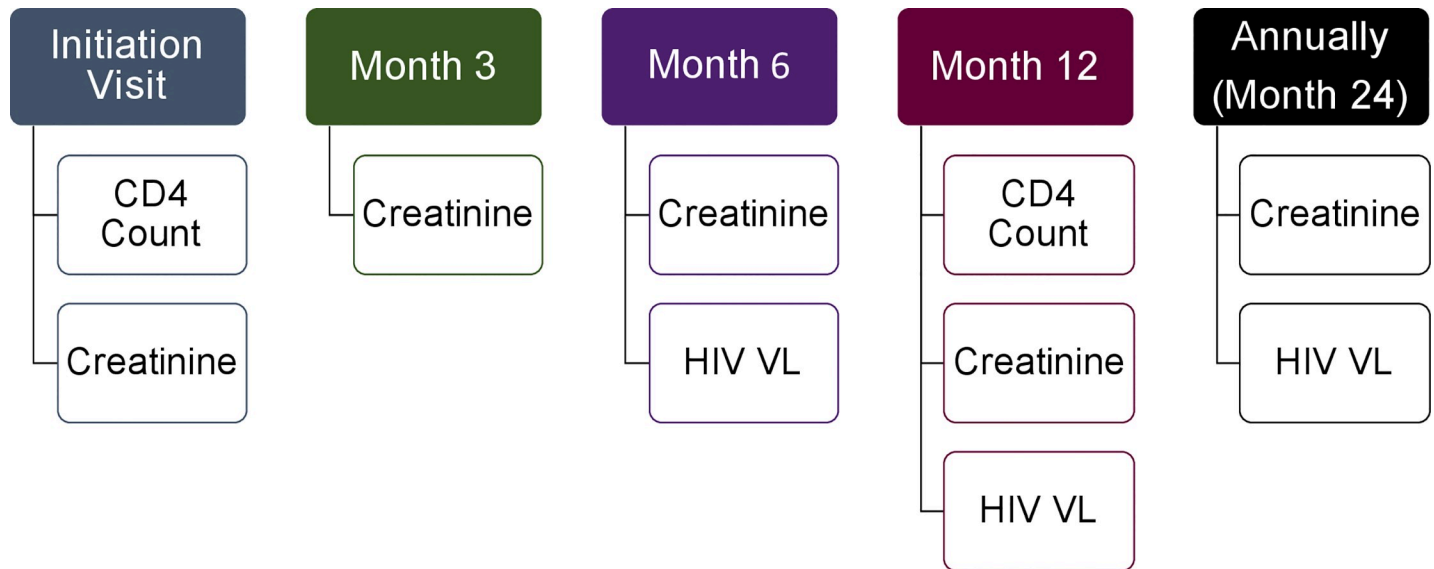 Initiation
Visit
CD4
Count
Creatinine
Month 3
Creatinine
Month 6
Creatinine
HIV VL
Month 12
CD4
Count
Creatinine
HIV VL
Annually
(Month 24)
Creatinine
HIV VL